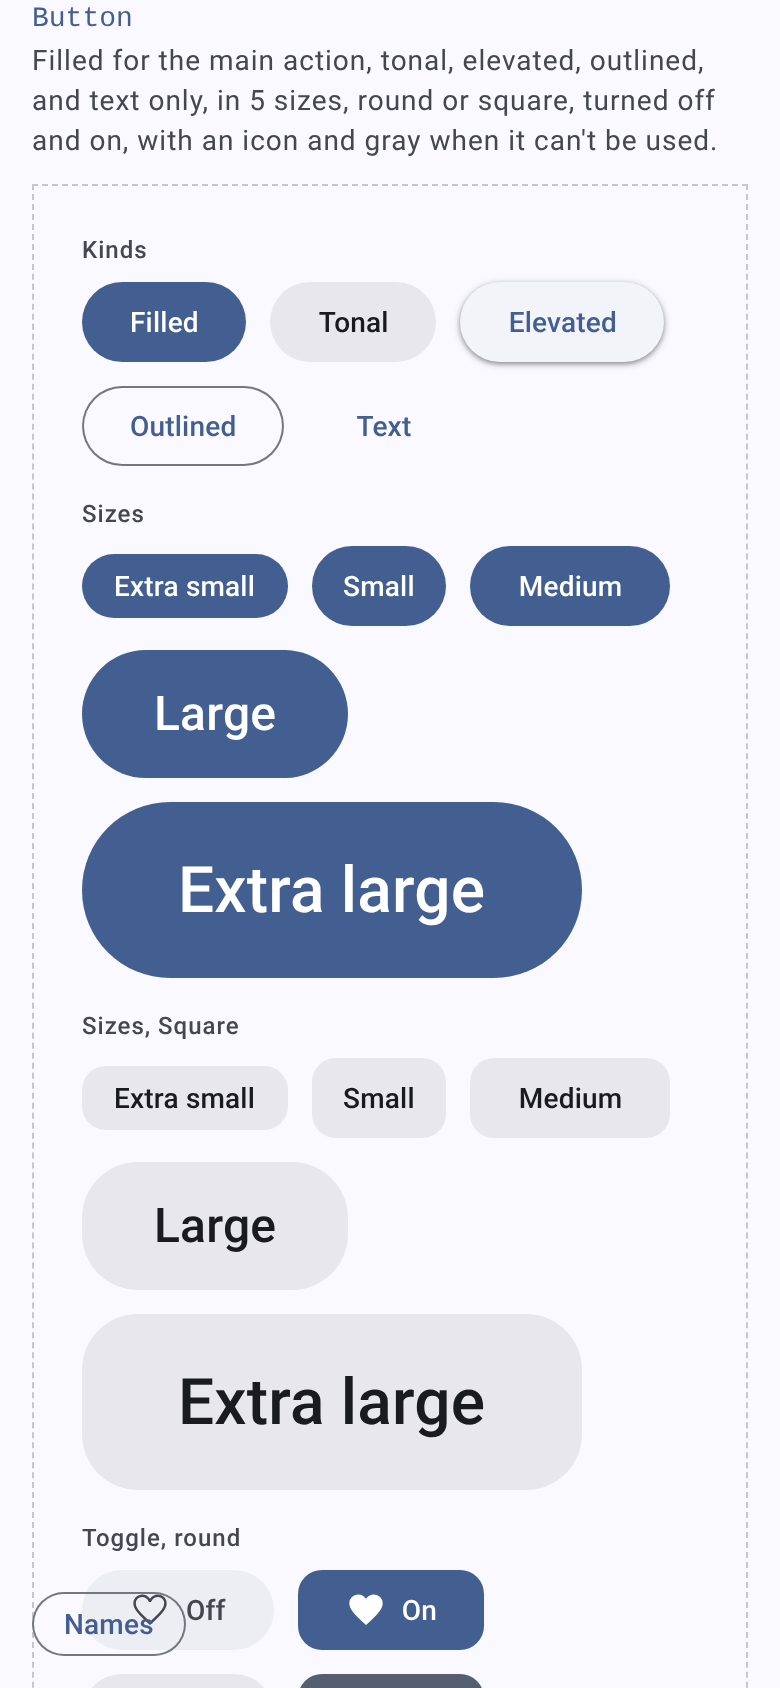 Button
Filled for the main action, tonal, elevated, outlined,
and text only, in 5 sizes, round or square, turned off
and on, with an icon and gray when it can't be used.
Kinds
Filled Tonal Elevated
Outlined Text
Sizes
Extra small Small Medium
Large
Extra large
Sizes, Square
Extra small Small Medium
Large
Extra large
Toggle, round
Off On
Names